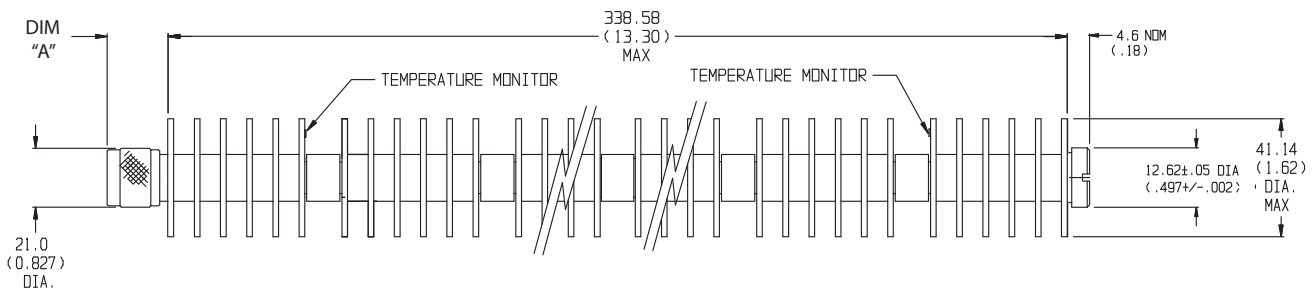 DIM
"A"
338.58
(13.30)
MAX
4.6 NOM
(.18)
TEMPERATURE MONITOR
TEMPERATURE MONITOR
21.0
(0.827)
DIA.
12.62±.05 DIA
(.497+/-.002)
41.14
(1.62)
DIA.
MAX